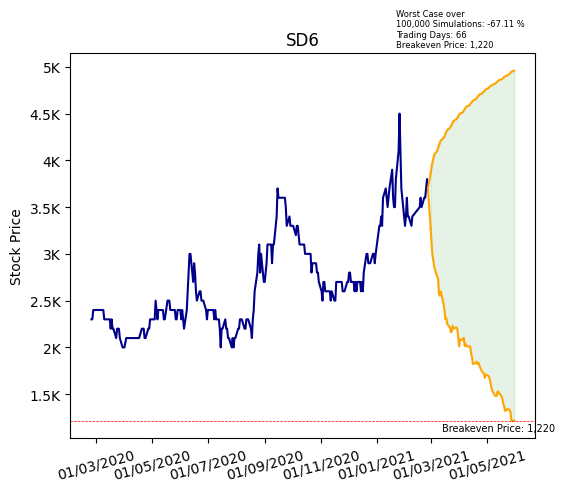 Worst Case over
100,000 Simulations: -67.11 %
Trading Days: 66
Breakeven Price: 1,220
SD6
5K
4.5K
4K
3.5K
3K
2.5K
2K
1.5K
Stock Price
Breakeven Price: 1,220
01/03/2020
01/05/2020
01/07/2020
01/09/2020
01/11/2020
01/01/2021
01/03/2021
01/05/2021